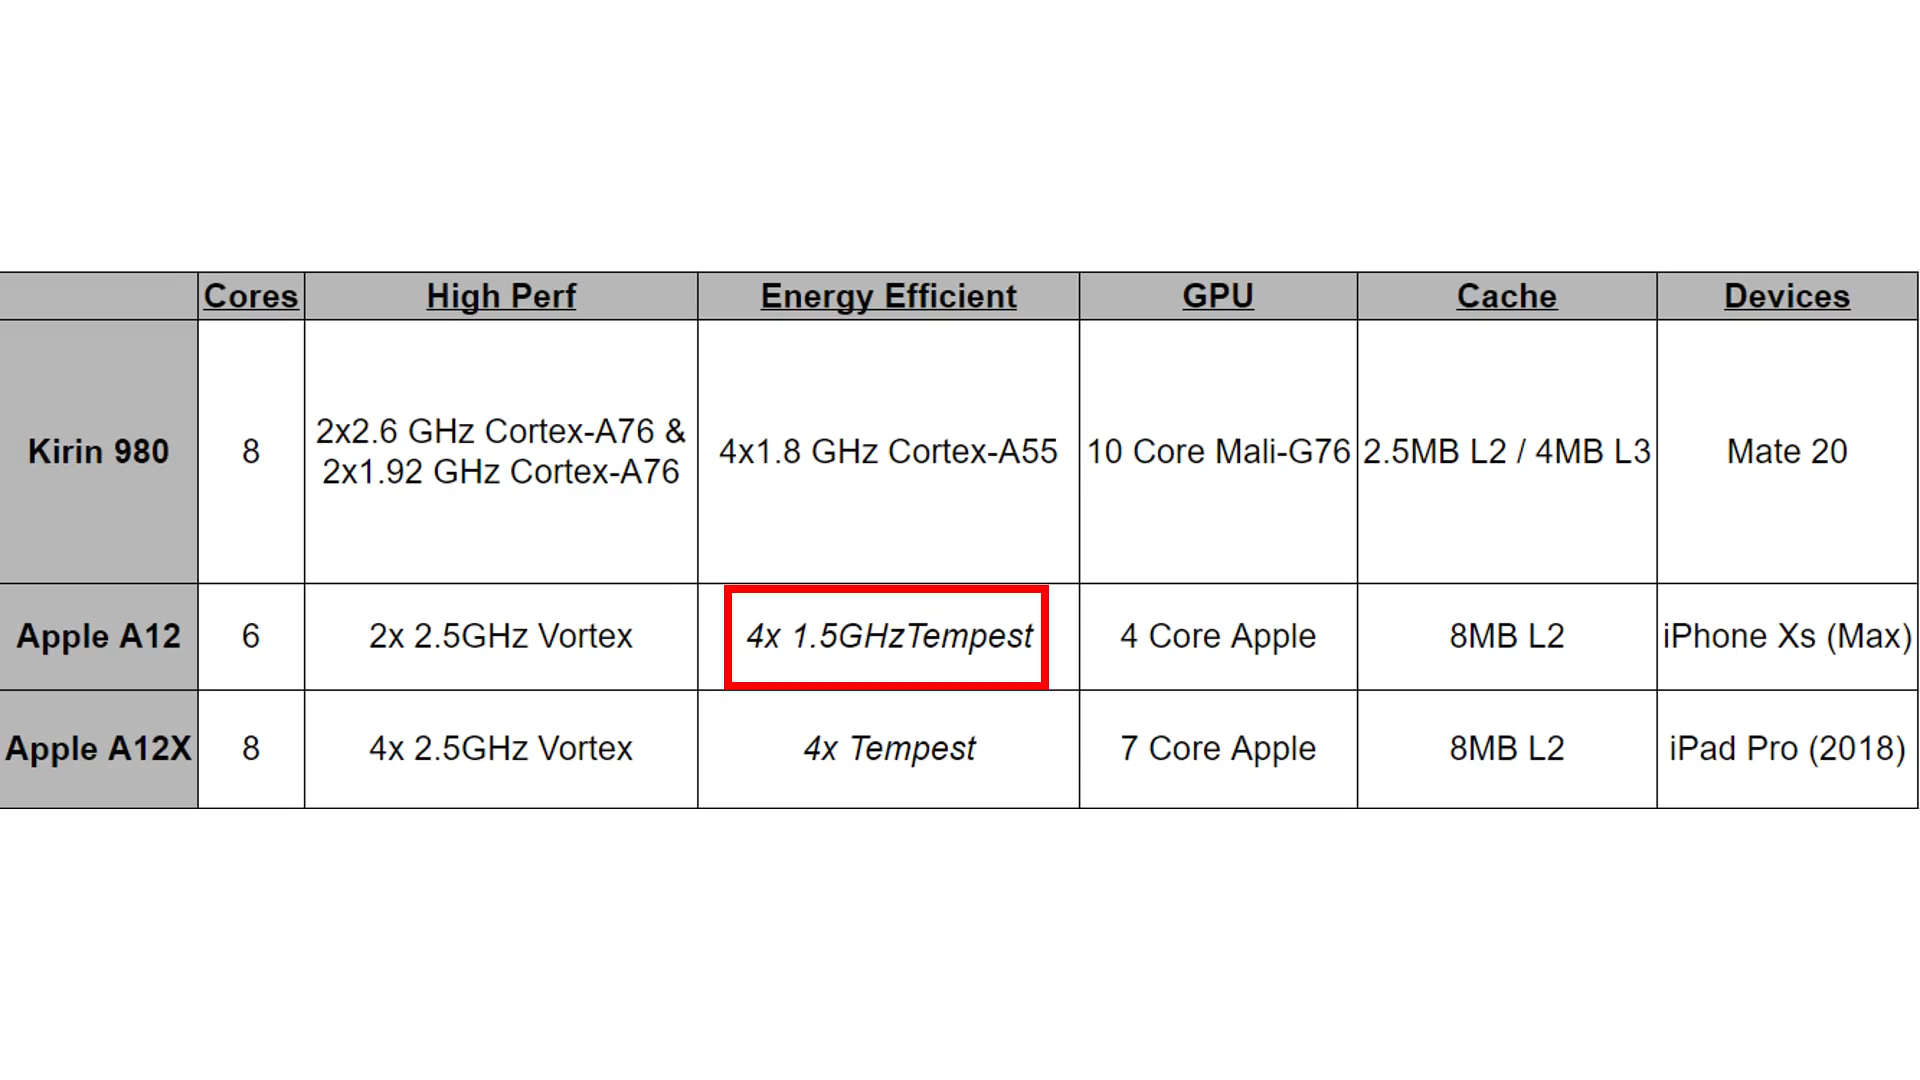 Cores High Perf Energy Efficient GPU Cache Devices
Kirin 980 8 2x2.6 GHz Cortex-A76 & 4x1.8 GHz Cortex-A55 10 Core Mali-G76 2.5MB L2 / 4MB L3 Mate 20
2x1.92 GHz Cortex-A76
Apple A12 6 2x 2.5GHz Vortex 4x 1.5GHzTempest 4 Core Apple 8MB L2 iPhone Xs (Max)
Apple A12X 8 4x 2.5GHz Vortex 4x Tempest 7 Core Apple 8MB L2 iPad Pro (2018)